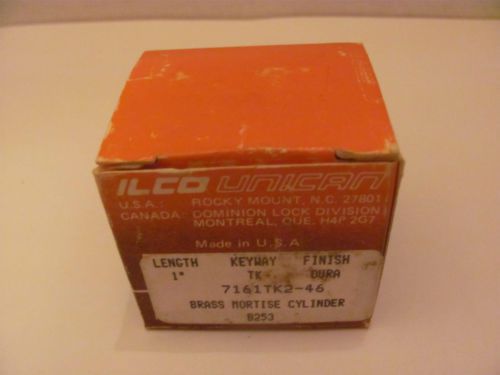 ILCO UNICAN
U.S.A.: ROCKY MOUNT, N.C. 27801
CANADA: DOMINION LOCK DIVISION
MONTREAL, QUE. H4P 2G7
Made in U.S.A
LENGTH KEYWAY FINISH
1" TK DURA
7161TK2-46
BRASS MORTISE CYLINDER
8253